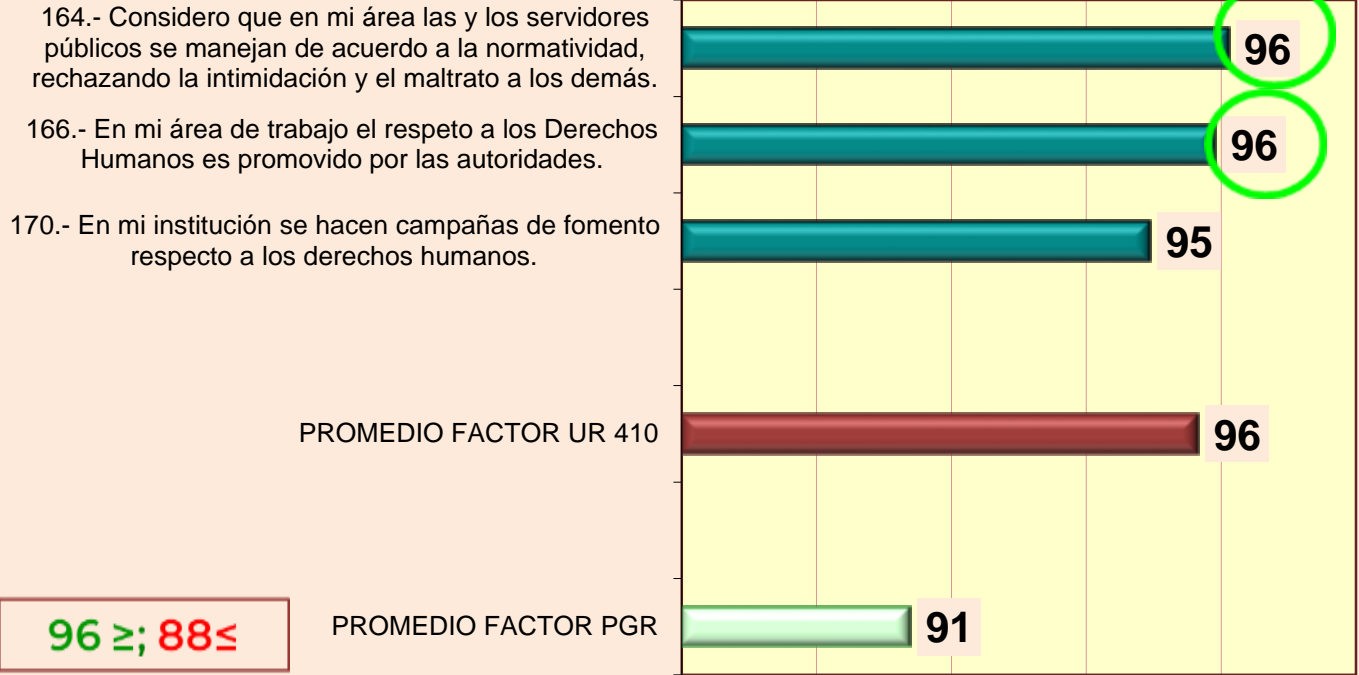 164.- Considero que en mi área las y los servidores
públicos se manejan de acuerdo a la normatividad,
rechazando la intimidación y el maltrato a los demás.
96
166.- En mi área de trabajo el respeto a los Derechos
Humanos es promovido por las autoridades.
96
170.- En mi institución se hacen campañas de fomento
respecto a los derechos humanos.
95
PROMEDIO FACTOR UR 410
96
PROMEDIO FACTOR PGR
91
96 ≥; 88≤